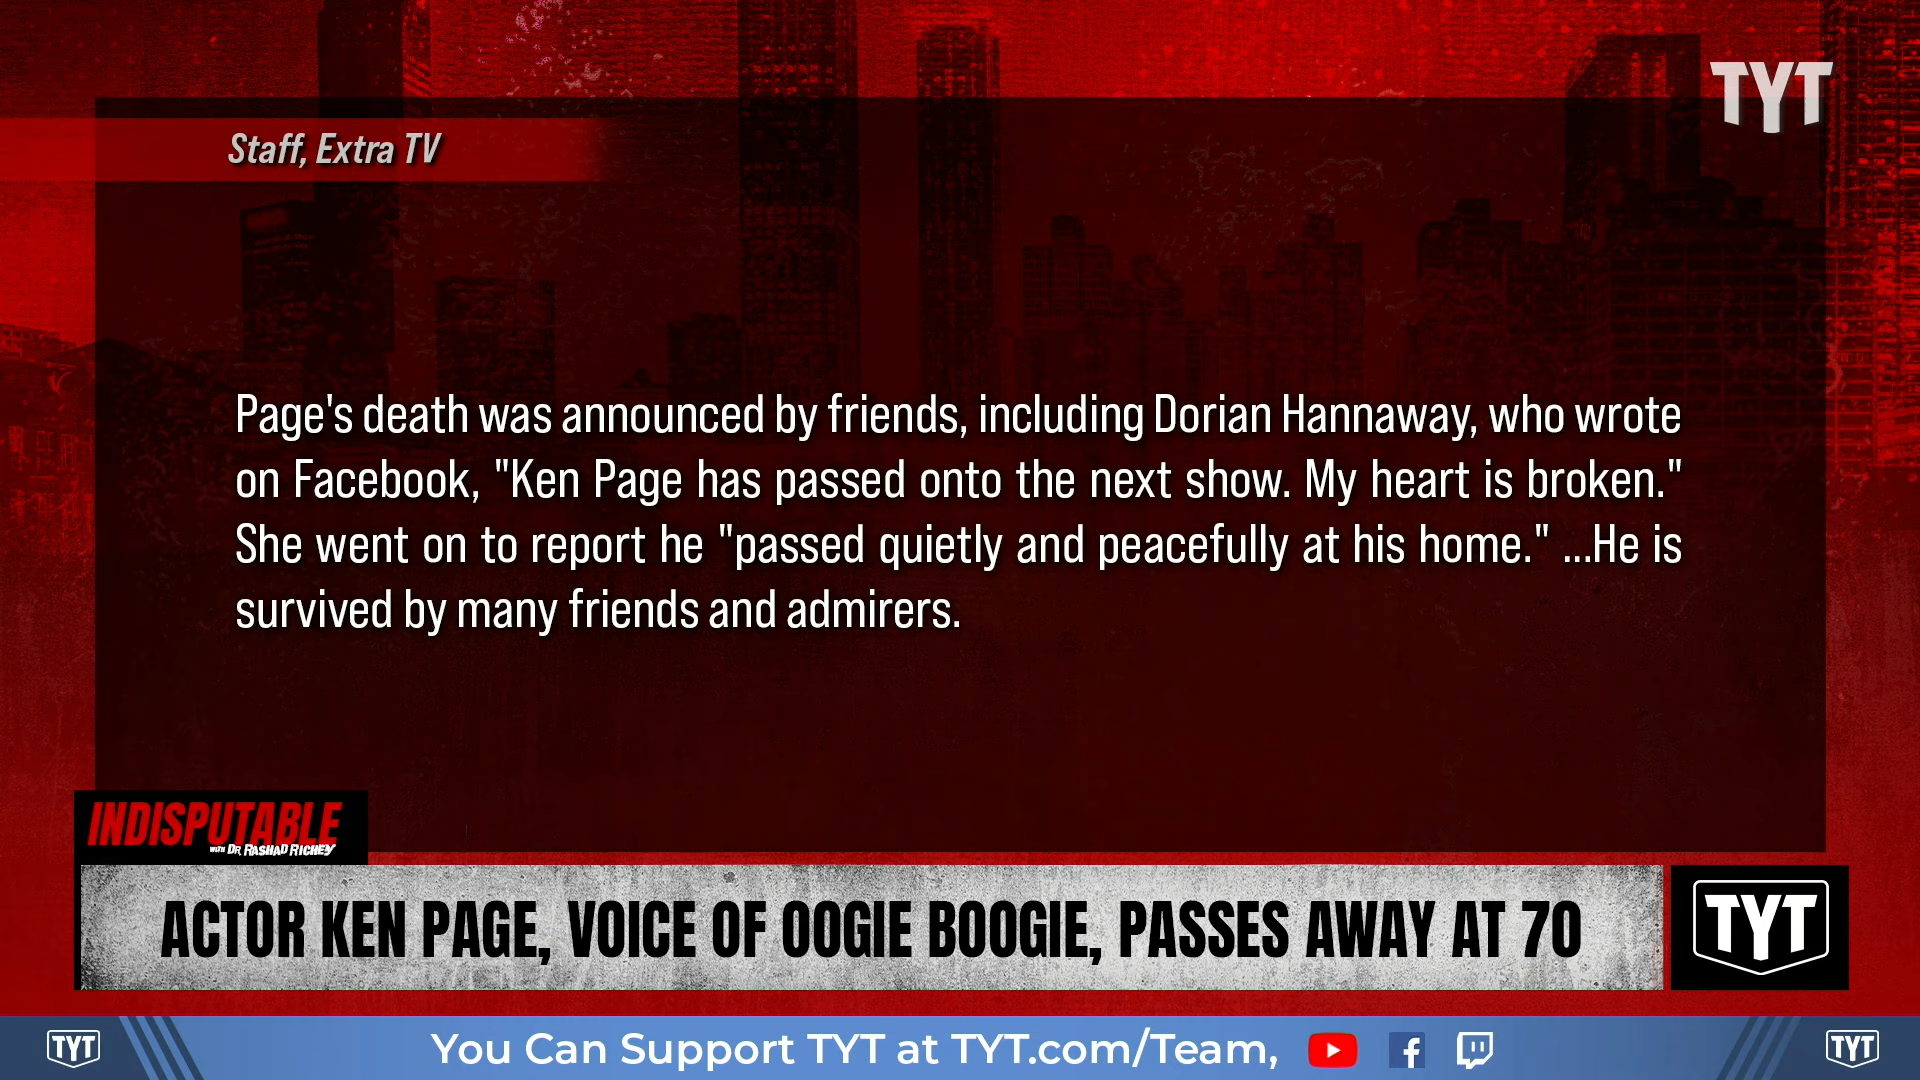 TYT
Staff, Extra TV
Page's death was announced by friends, including Dorian Hannaway, who wrote
on Facebook, "Ken Page has passed onto the next show. My heart is broken."
She went on to report he "passed quietly and peacefully at his home." ...He is
survived by many friends and admirers.
INDISPUTABLE
WITH DR RASHAD RICHEY
ACTOR KEN PAGE, VOICE OF OOGIE BOOGIE, PASSES AWAY AT 70
TYT
TYT
You Can Support TYT at TYT.com/Team,
TYT